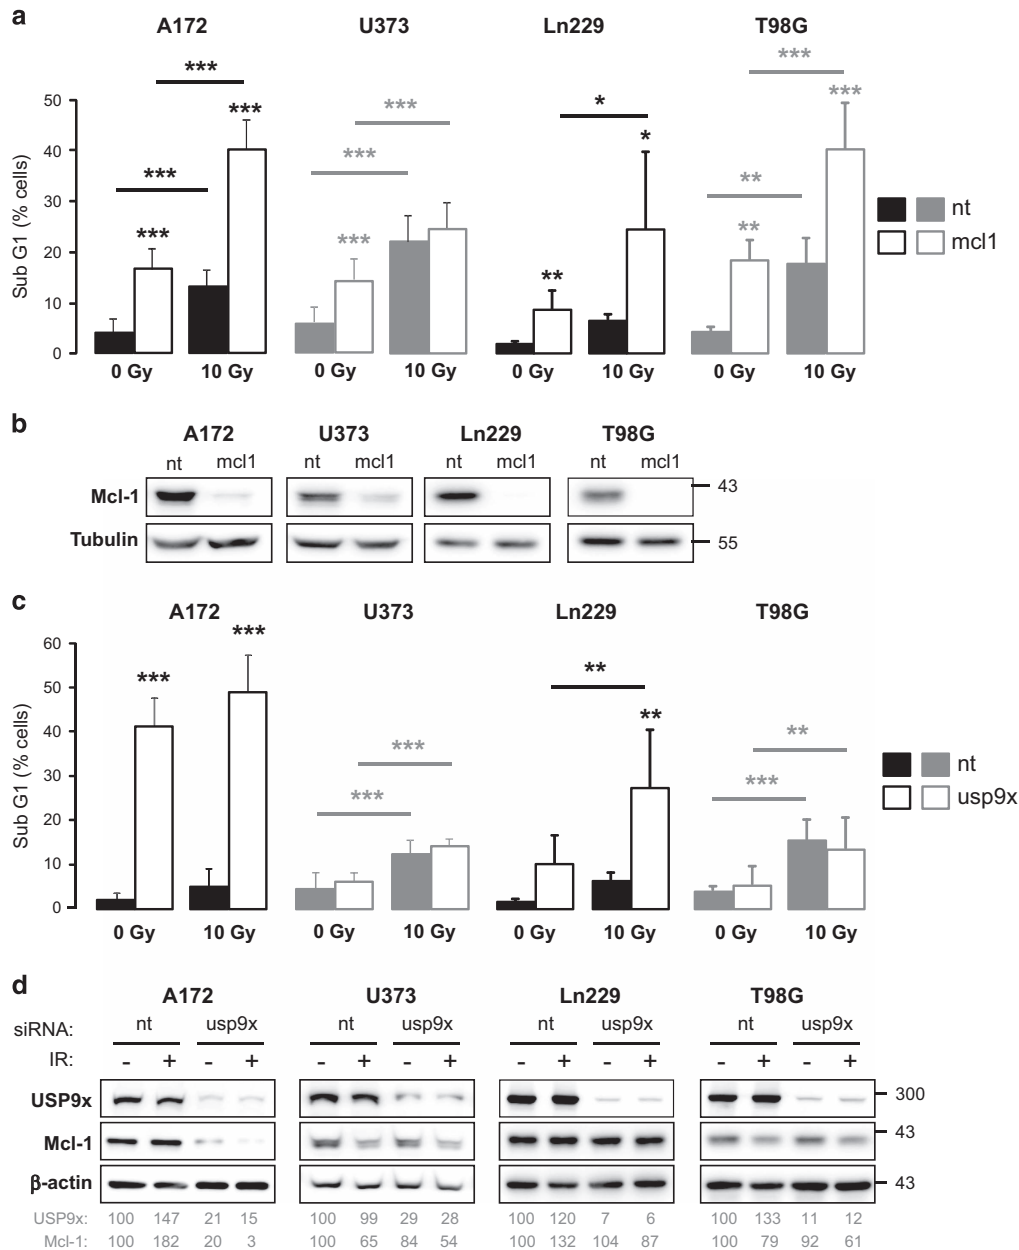 a
A172 U373 Ln229 T98G
*** *** * ***
*** *** ** *** *** * ***
*** *** ** **
Sub G1 (% cells)
50
40
30
20
10
0
0 Gy 10 Gy 0 Gy 10 Gy 0 Gy 10 Gy 0 Gy 10 Gy
nt
mcl1
b
A172 U373 Ln229 T98G
nt mcl1 nt mcl1 nt mcl1 nt mcl1
Mcl-1 43
Tubulin 55
c
A172 U373 Ln229 T98G
*** *** ** **
*** *** *** **
Sub G1 (% cells)
60
50
40
30
20
10
0
0 Gy 10 Gy 0 Gy 10 Gy 0 Gy 10 Gy 0 Gy 10 Gy
nt
usp9x
d
A172 U373 Ln229 T98G
siRNA: nt usp9x nt usp9x nt usp9x nt usp9x
IR: - + - + - + - + - + - + - + - +
USP9x 300
Mcl-1 43
β-actin 43
USP9x: 100 147 21 15 100 99 29 28 100 120 7 6 100 133 11 12
Mcl-1: 100 182 20 3 100 65 84 54 100 132 104 87 100 79 92 61